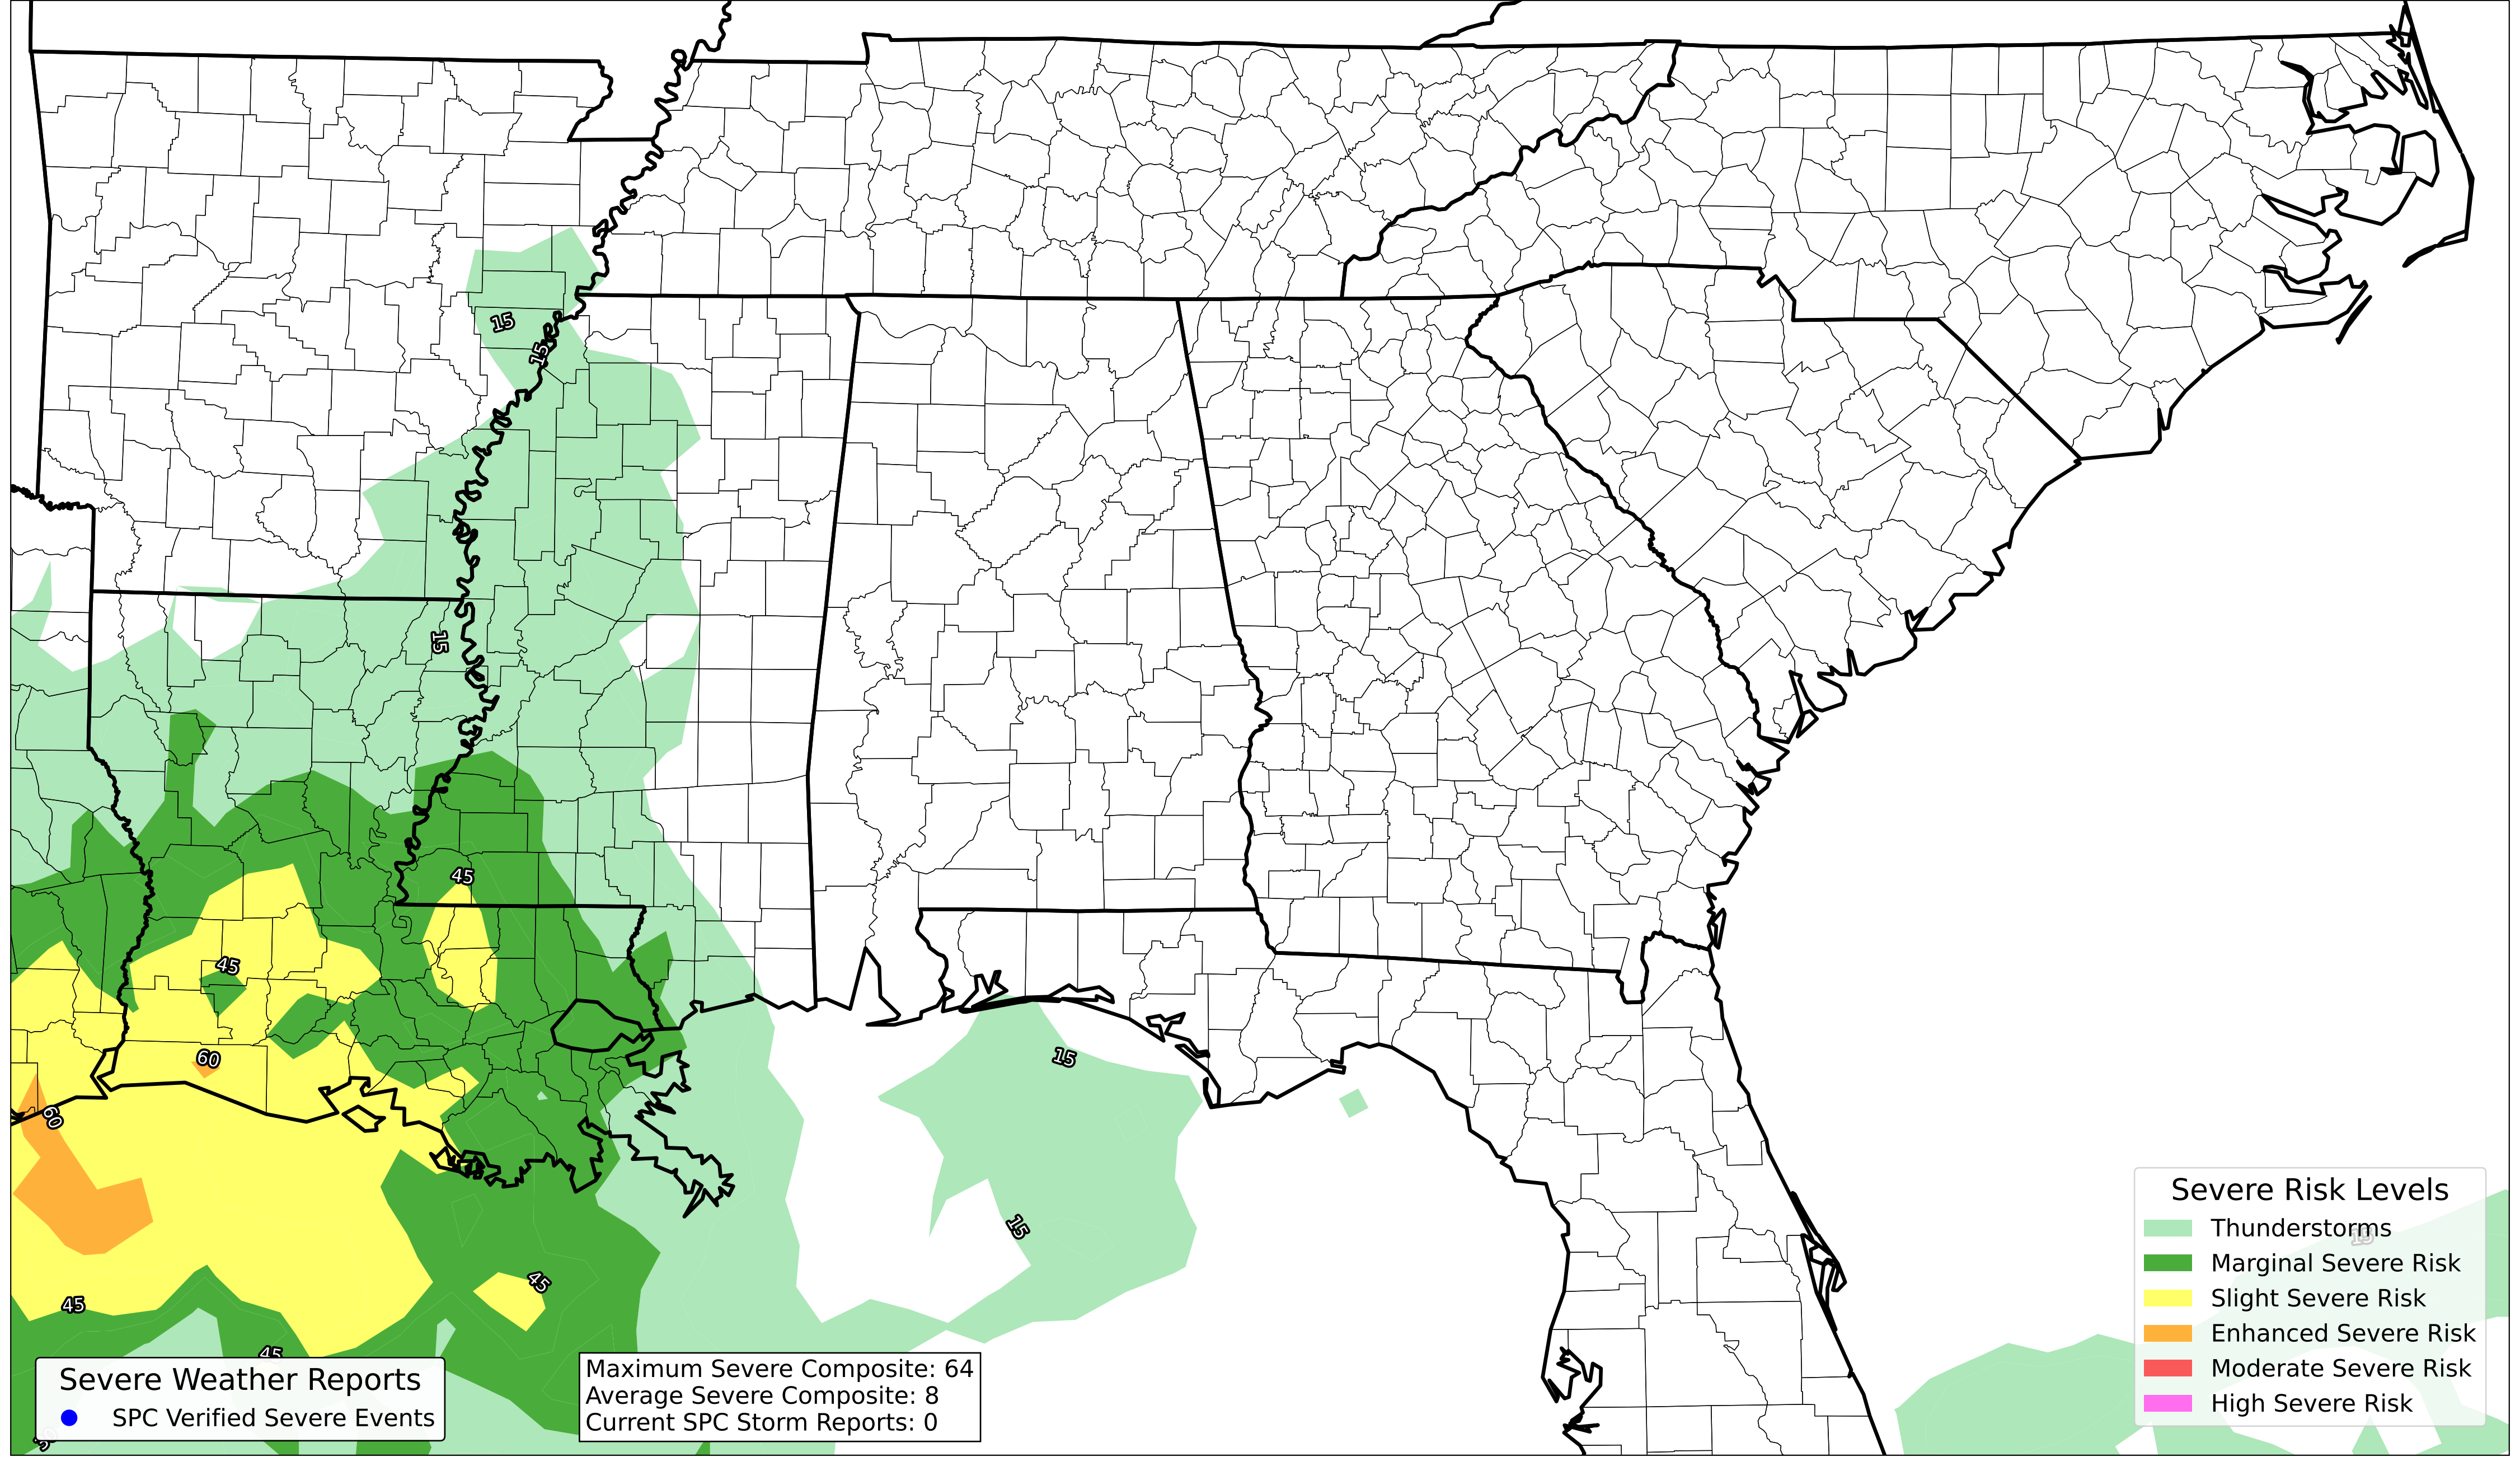 15
15
15
45
45
60
15
60
15
15
45
45
45
Severe Risk Levels
Thunderstorms
Marginal Severe Risk
Slight Severe Risk
Enhanced Severe Risk
Moderate Severe Risk
High Severe Risk
Severe Weather Reports
SPC Verified Severe Events
Maximum Severe Composite: 64
Average Severe Composite: 8
Current SPC Storm Reports: 0